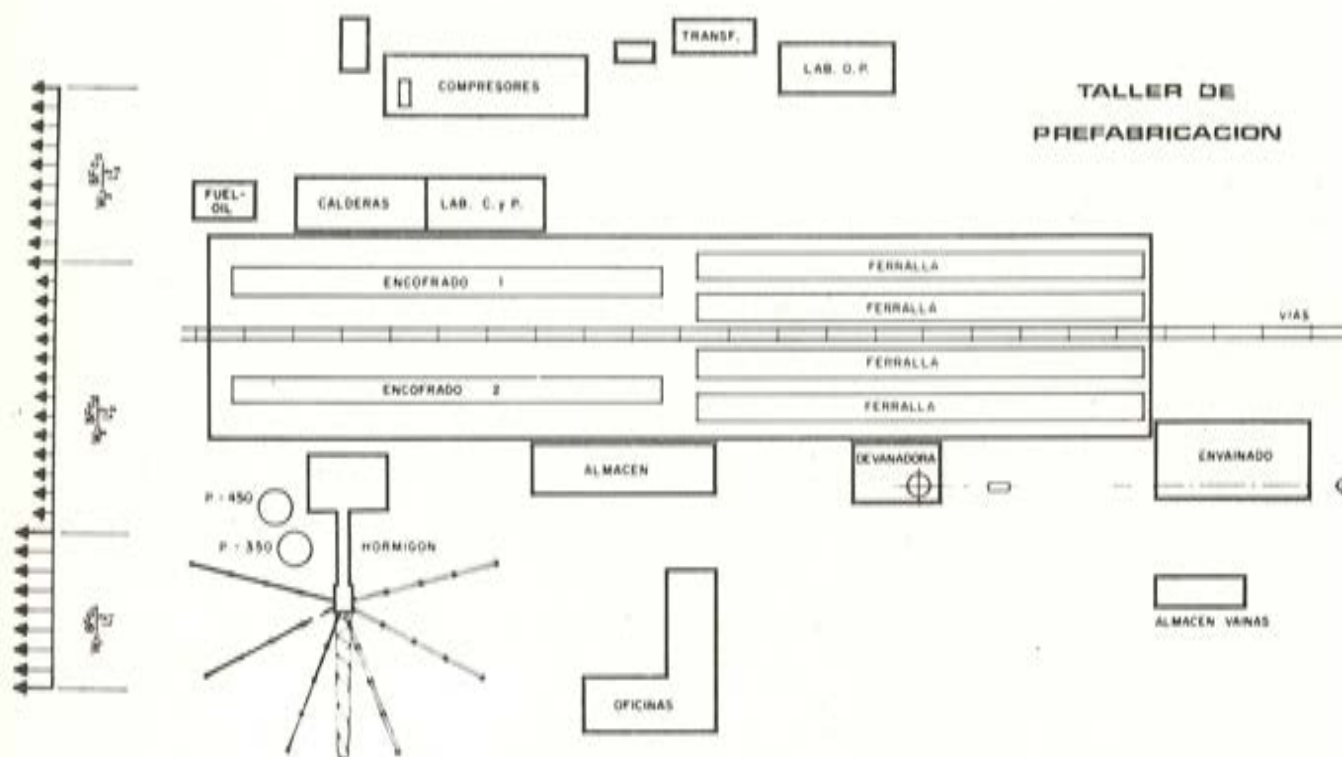 TRANSF.
LAB. O.P.
COMPRESORES
TALLER DE
PREFABRICACION
FUEL-
OIL
CALDERAS
LAB. C. y P.
ENCOFRADO 1
FERRALLA
FERRALLA
VIAS
FERRALLA
ENCOFRADO 2
FERRALLA
ALMACEN
DEVANADORA
ENVAINADO
P-450
P-350
HORMIGON
ALMACEN VAINAS
OFICINAS